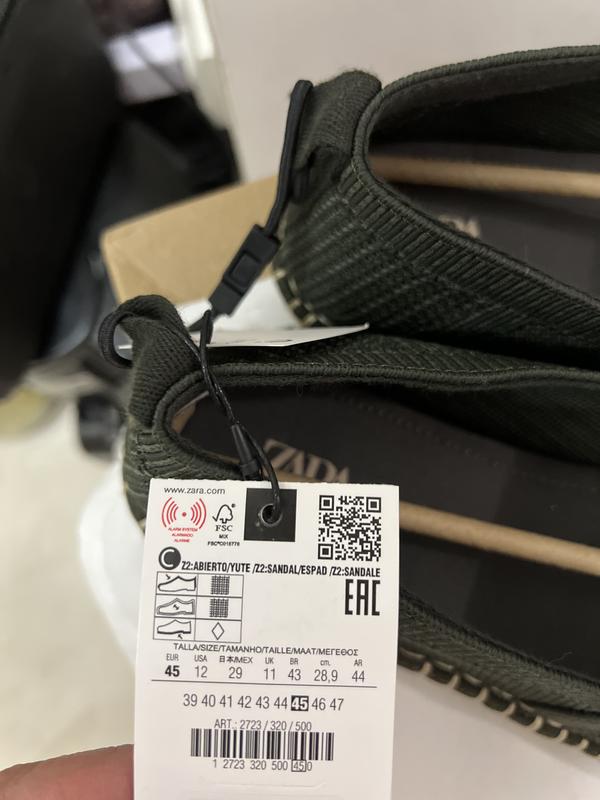 ZARA
www.zara.com
ALARM SYSTEM
ALARMADO
ALARME
FSC
MIX
FSC®C015776
C Z2:ABIERTO/YUTE /Z2:SANDAL/ESPAD /Z2:SANDALE
EAC
TALLA/SIZE/TAMANHO/TAILLE/MAAT/ΜΕΓΕΘΟΣ
EUR USA 日本/MEX UK BR cm. AR
45 12 29 11 43 28,9 44
39 40 41 42 43 44 45 46 47
ART.: 2723 / 320 / 500
1 2723 320 500 45 0